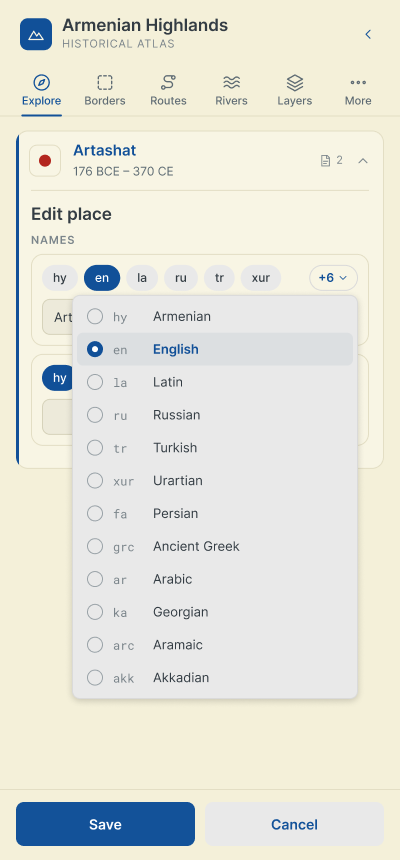 Armenian Highlands
HISTORICAL ATLAS
Explore Borders Routes Rivers Layers More
Artashat
176 BCE – 370 CE
2
Edit place
NAMES
hy en la ru tr xur +6
Art
hy
hy Armenian
en English
la Latin
ru Russian
tr Turkish
xur Urartian
fa Persian
grc Ancient Greek
ar Arabic
ka Georgian
arc Aramaic
akk Akkadian
Save Cancel